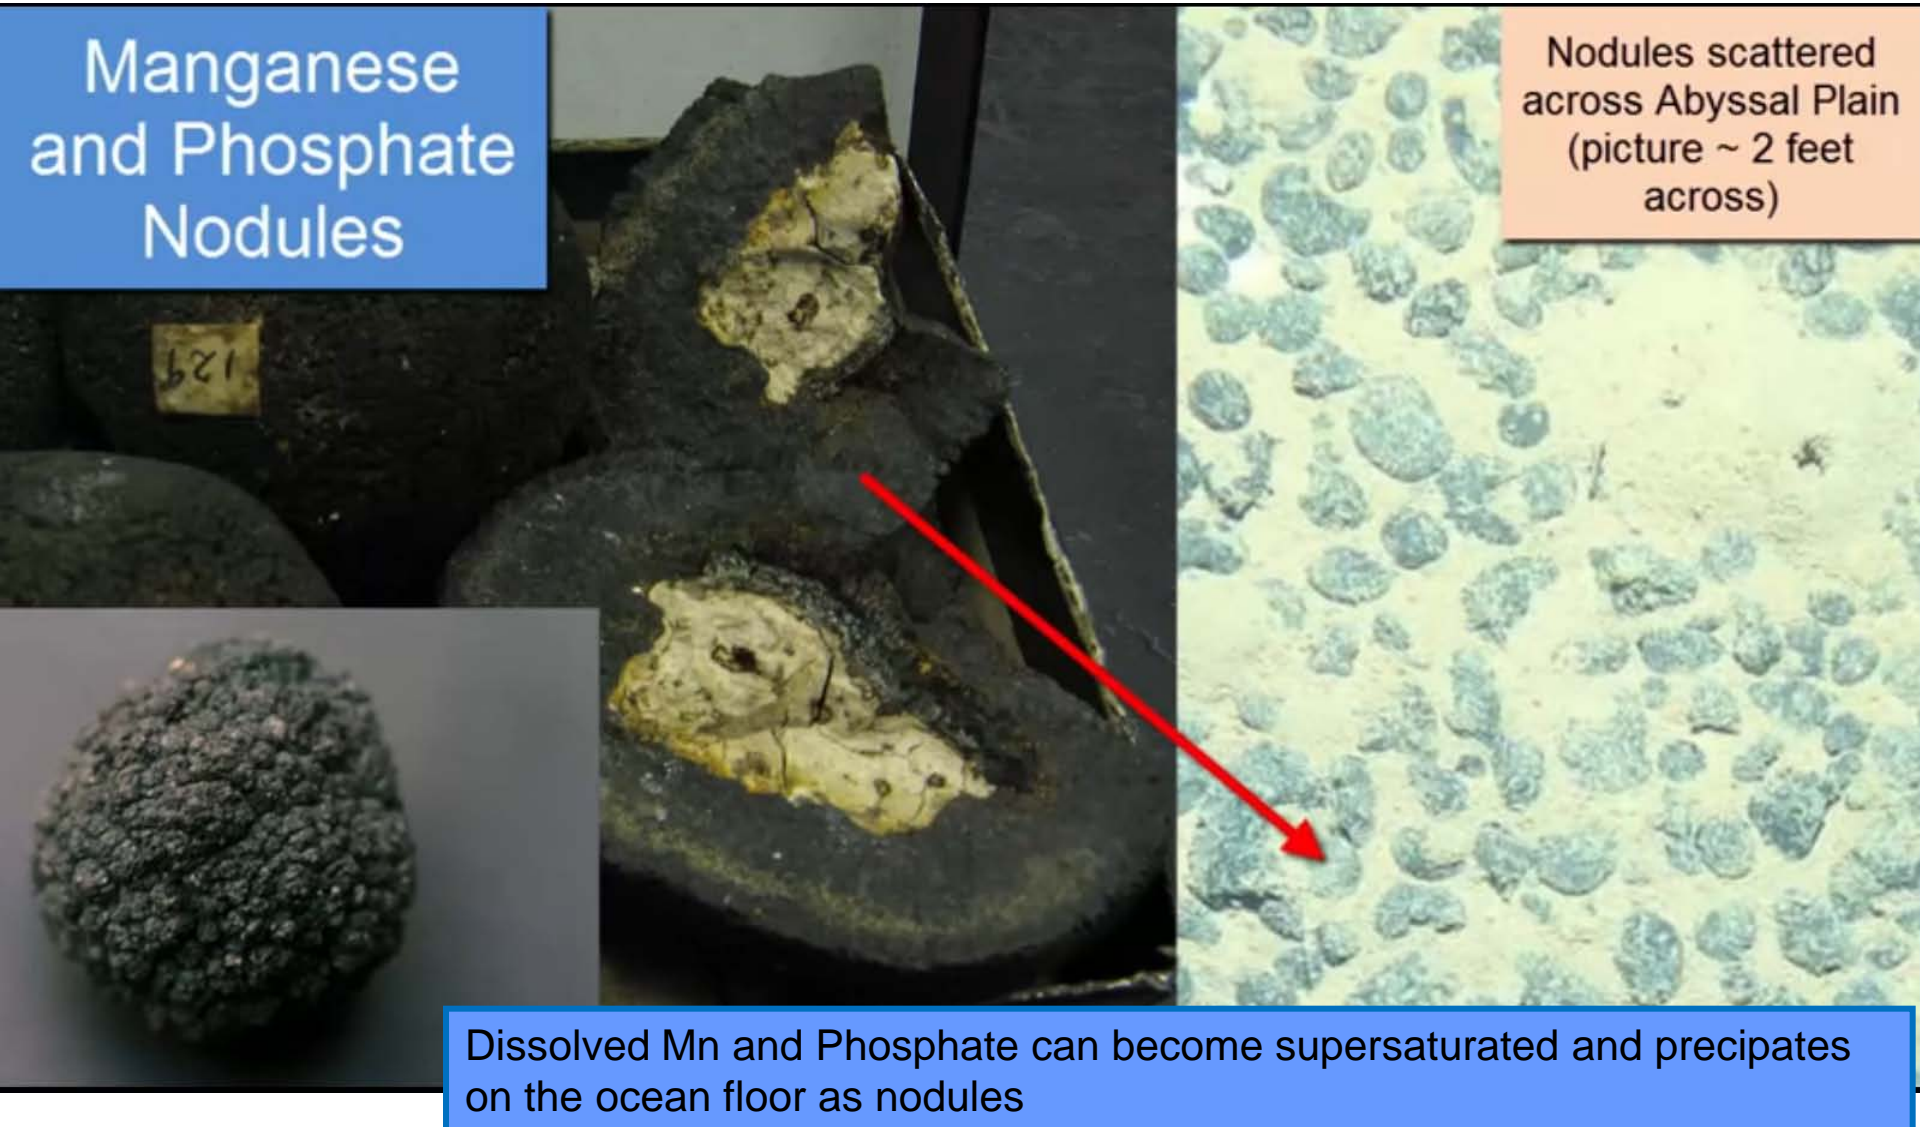 Manganese
and Phosphate
Nodules
Nodules scattered
across Abyssal Plain
(picture ~ 2 feet
across)
129
Dissolved Mn and Phosphate can become supersaturated and precipates
on the ocean floor as nodules